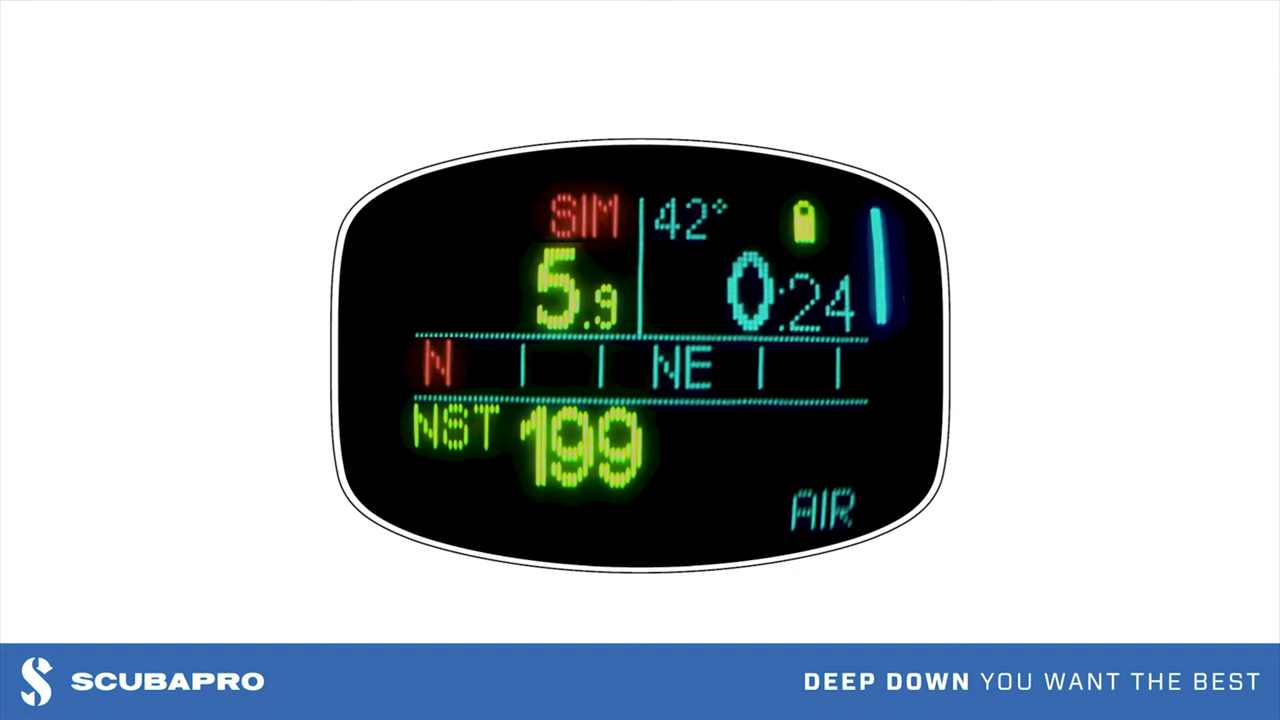 SIM
42°
5.9
0:24
N
NE
NST 199
AIR
SCUBAPRO
DEEP DOWN YOU WANT THE BEST